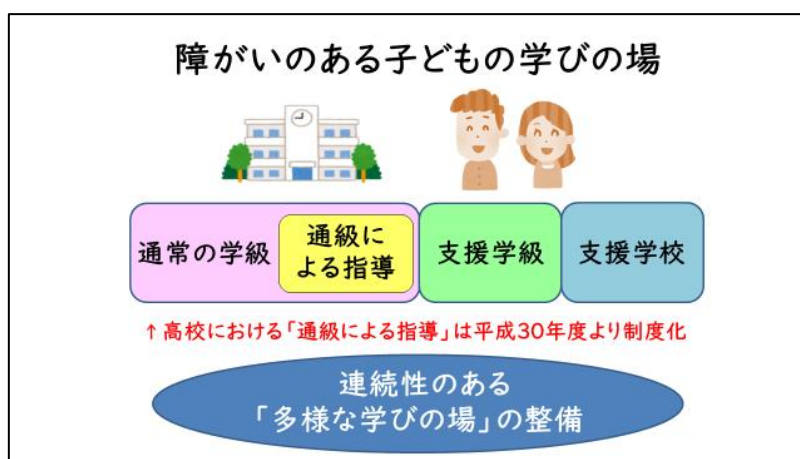 障がいのある子どもの学びの場
通常の学級
通級に
よる指導
支援学級
支援学校
↑高校における「通級による指導」は平成30年度より制度化
連続性のある
「多様な学びの場」の整備